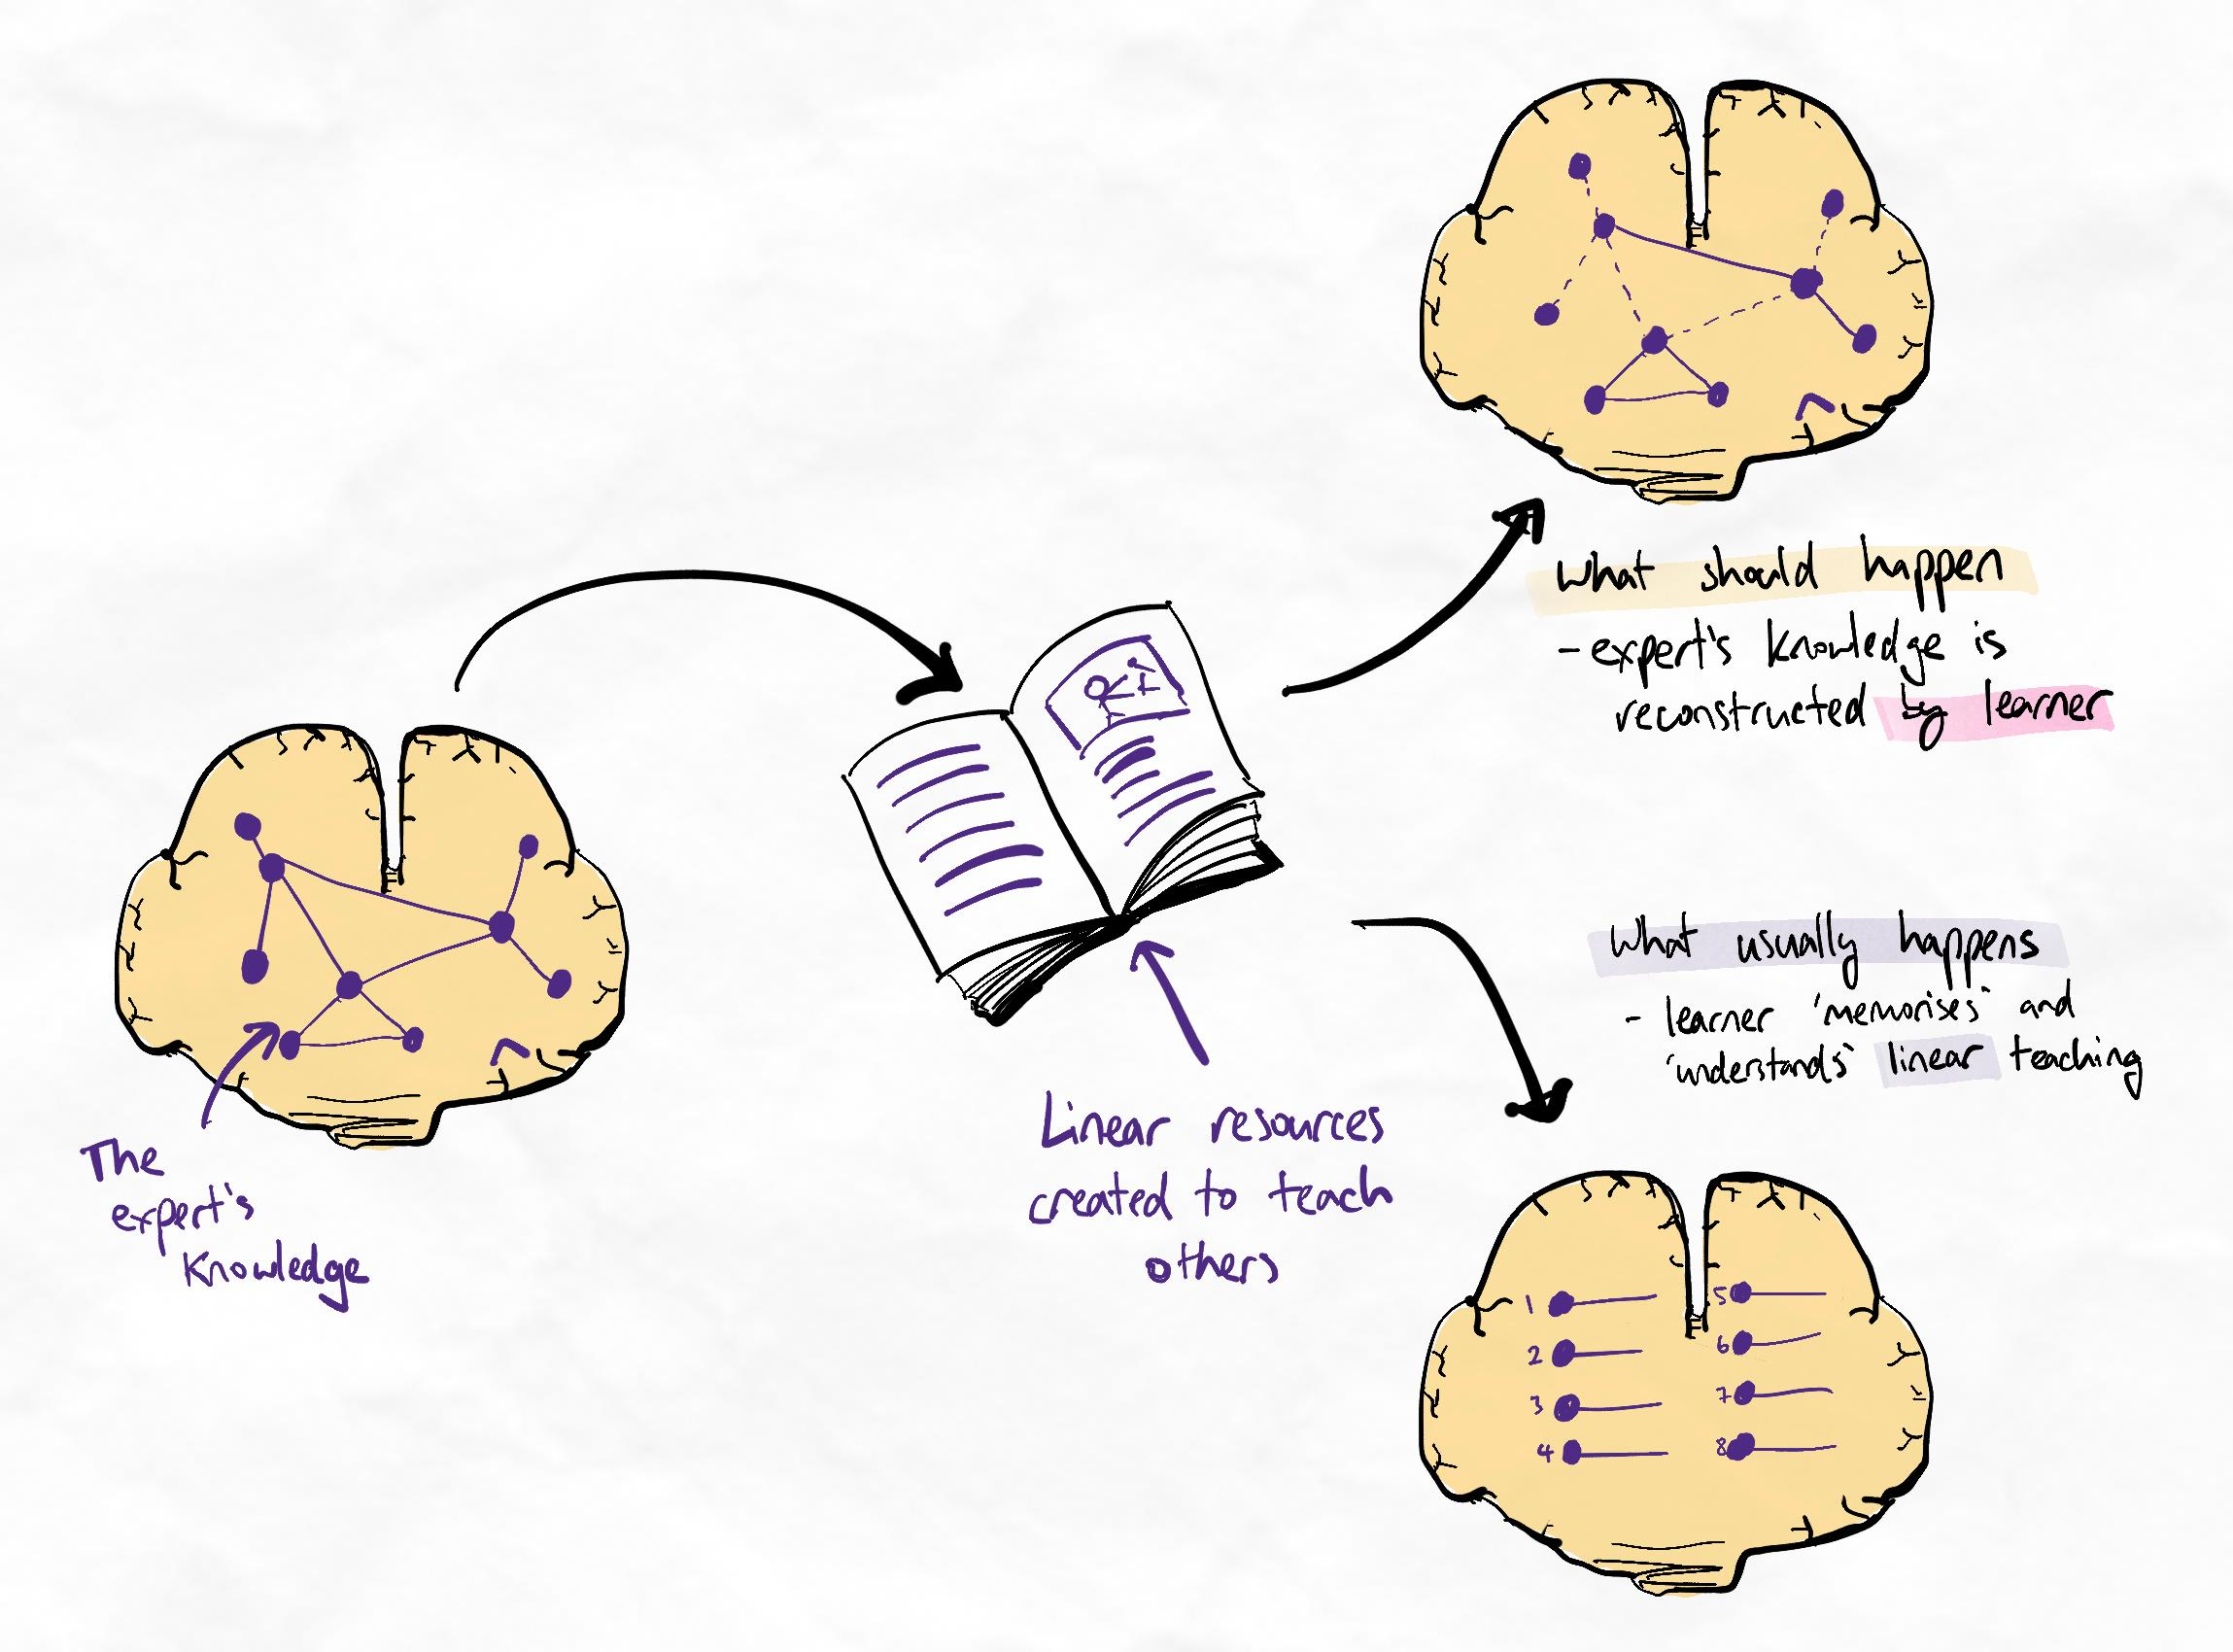 What should happen
- expert's knowledge is
reconstructed by learner
What usually happens
- learner 'memorises' and
'understands' linear teaching
The
expert's
knowledge
Linear resources
created to teach
others
1
2
3
4
5
6
7
8